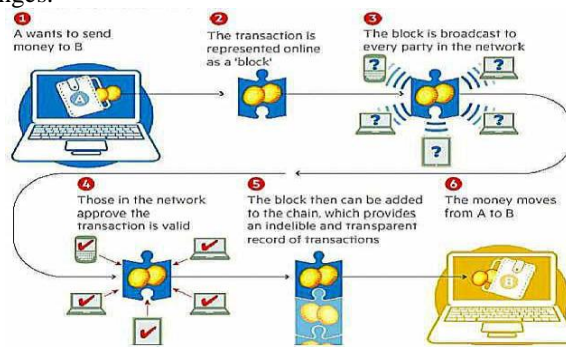 nges.
1
A wants to send
money to B
2
The transaction is
represented online
as a 'block'
3
The block is broadcast to
every party in the network
A
?
?
?
?
?
4
Those in the network
approve the
transaction is valid
5
The block then can be added
to the chain, which provides
an indelible and transparent
record of transactions
6
The money moves
from A to B
B